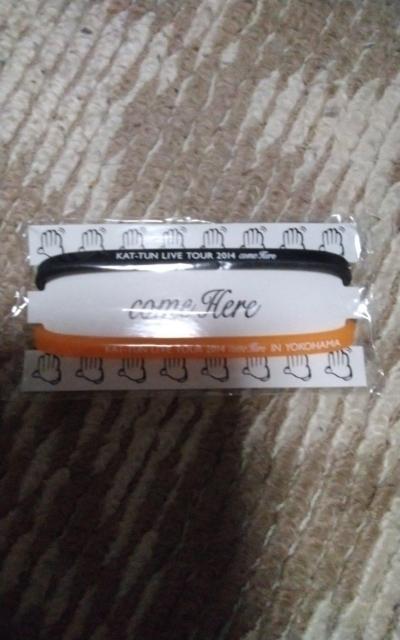 KAT-TUN LIVE TOUR 2014 come Here
come Here
KAT-TUN LIVE TOUR 2014 come Here IN YOKOHAMA